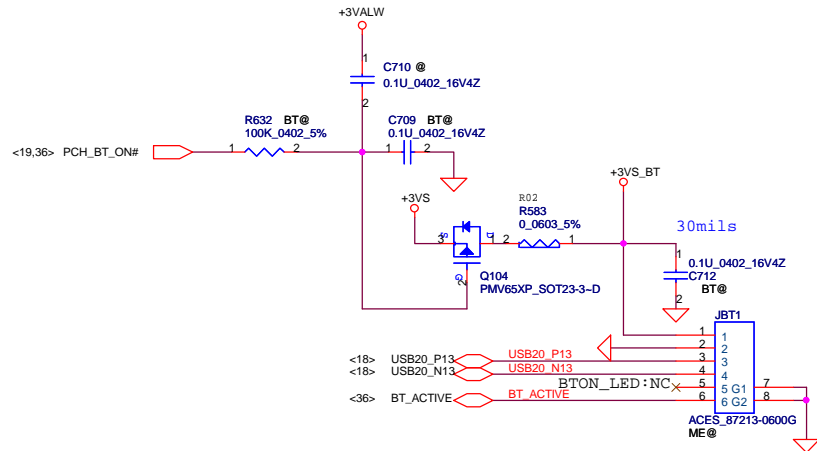 +3VALW
1
C710 @
0.1U_0402_16V4Z
2
R632 BT@
100K_0402_5%
C709 BT@
0.1U_0402_16V4Z
<19,36> PCH_BT_ON#
1 2
1 2
+3VS
+3VS_BT
R02
R583
0_0603_5%
30mils
S
D
3
1
2 1
G
2
Q104
PMV65XP_SOT23-3~D
1
0.1U_0402_16V4Z
C712
BT@
2
JBT1
1 1
2 2
<18> USB20_P13 USB20_P13 3 3
<18> USB20_N13 USB20_N13 4 4
BTON_LED:NC 5 5 G1 7
<36> BT_ACTIVE BT_ACTIVE 6 6 G2 8
ACES_87213-0600G
ME@